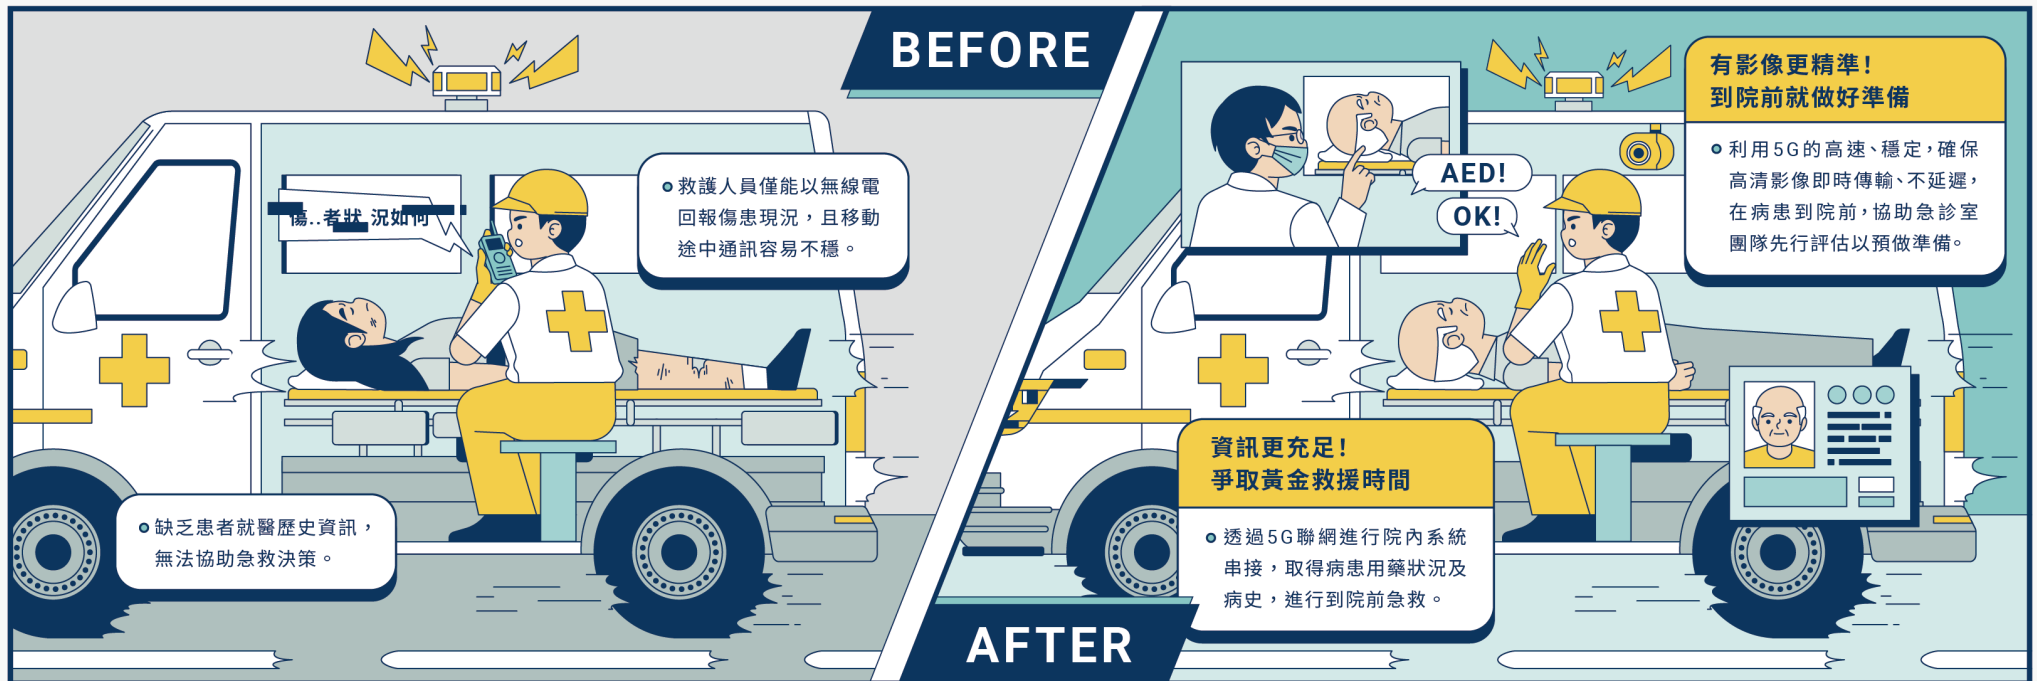 BEFORE
傷..者狀 況如何
救護人員僅能以無線電
回報傷患現況，且移動
途中通訊容易不穩。
缺乏患者就醫歷史資訊，
無法協助急救決策。
AED!
OK!
有影像更精準！
到院前就做好準備
利用5G的高速、穩定，確保
高清影像即時傳輸、不延遲，
在病患到院前，協助急診室
團隊先行評估以預做準備。
資訊更充足！
爭取黃金救援時間
透過5G聯網進行院內系統
串接，取得病患用藥狀況及
病史，進行到院前急救。
AFTER